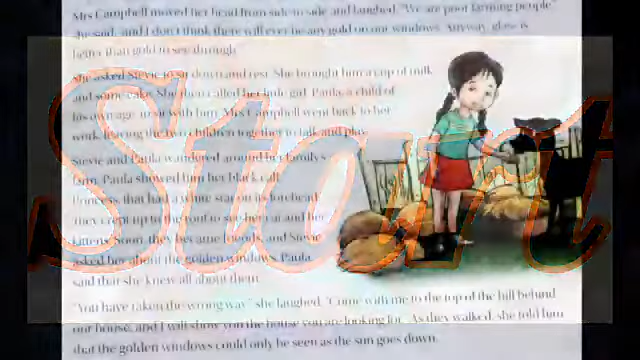 Mrs Campbell moved her head from side to side and laughed. "We are poor farming people"
she said, and I don't think there will ever be any gold on our windows. Anyway, glass is
better than gold to see through.
She asked Stevie to sit down and rest. She brought him a cup of milk
and some cake. She then called her little girl, Paula, a child of
his own age, to sit with him. Mrs Campbell went back to her
work leaving the two children together to talk and play.
Stevie and Paula wandered around her family's
farm. Paula showed him her black calf
Princess, that had a white star on its forehead
They crept up to the roof to see her cat and her
kittens. Soon, they became friends, and Stevie
asked her about the golden windows. Paula
said that she knew all about them.
"You have taken the wrong way" she laughed. "Come with me to the top of the hill behind
our house, and I will show you the house you are looking for. As they walked, she told him
that the golden windows could only be seen as the sun goes down.
Start